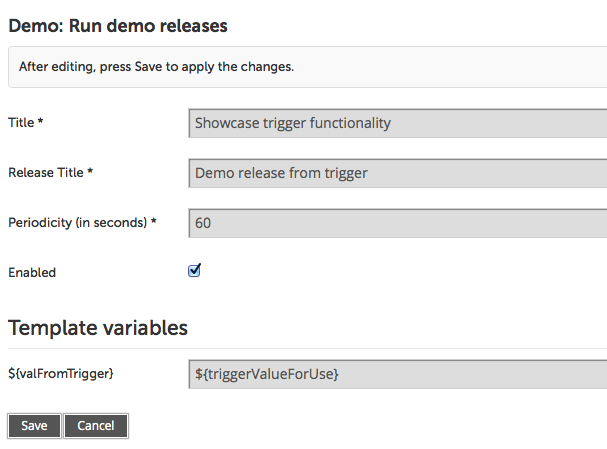 Demo: Run demo releases
After editing, press Save to apply the changes.
Title * Showcase trigger functionality
Release Title * Demo release from trigger
Periodicity (in seconds) * 60
Enabled
Template variables
${valFromTrigger} ${triggerValueForUse}
Save Cancel